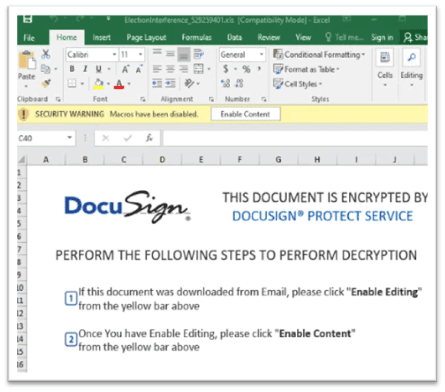 ElectionInterference_529259401.xls [Compatibility Mode] - Excel
File Home Insert Page Layout Formulas Data Review View Tell me... Sign in Sha
Calibri 11 General Conditional Formatting
Paste B I U $ % , Format as Table Cells Editing
Cell Styles
Clipboard Font Alignment Number Styles
SECURITY WARNING Macros have been disabled. Enable Content
C40 fx
A B C D E F G H I J
1
2
3
4
5
6
7
8
9
10
11
12
13
14
15
16
DocuSign®
THIS DOCUMENT IS ENCRYPTED BY
DOCUSIGN® PROTECT SERVICE
PERFORM THE FOLLOWING STEPS TO PERFORM DECRYPTION
1 If this document was downloaded from Email, please click "Enable Editing"
from the yellow bar above
2 Once You have Enable Editing, please click "Enable Content"
from the yellow bar above